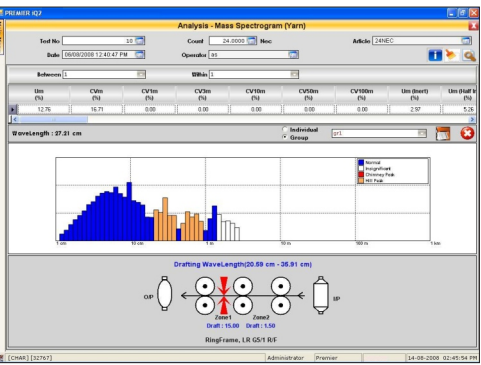 PREMIER IQ2
Analysis - Mass Spectrogram (Yarn)
Test No 10 Count 24.0000 Nec Article 24NEC
Date 06/08/2008 12:40:47 PM Operator as
Between 1 Within 1
Um (%) CVm (%) CV1m (%) CV3m (%) CV10m (%) CV50m (%) CV100m (%) Um (Inert) (%) Um (Half In (%)
12.76 16.71 0.00 0.00 0.00 0.00 0.00 2.97 5.26
WaveLength : 27.21 cm Individual Group gr1
Normal
Insignificant
Chimney Peak
Hill Peak
1 cm 10 cm 1 m 10 m 100 m 1 km
Drafting WaveLength(20.59 cm - 35.91 cm)
O/P I/P
Zone1 Zone2
Draft : 15.00 Draft : 1.50
RingFrame, LR G5/1 R/F
[CHAR] [32767] Administrator Premier 14-08-2008 02:45:54 PM